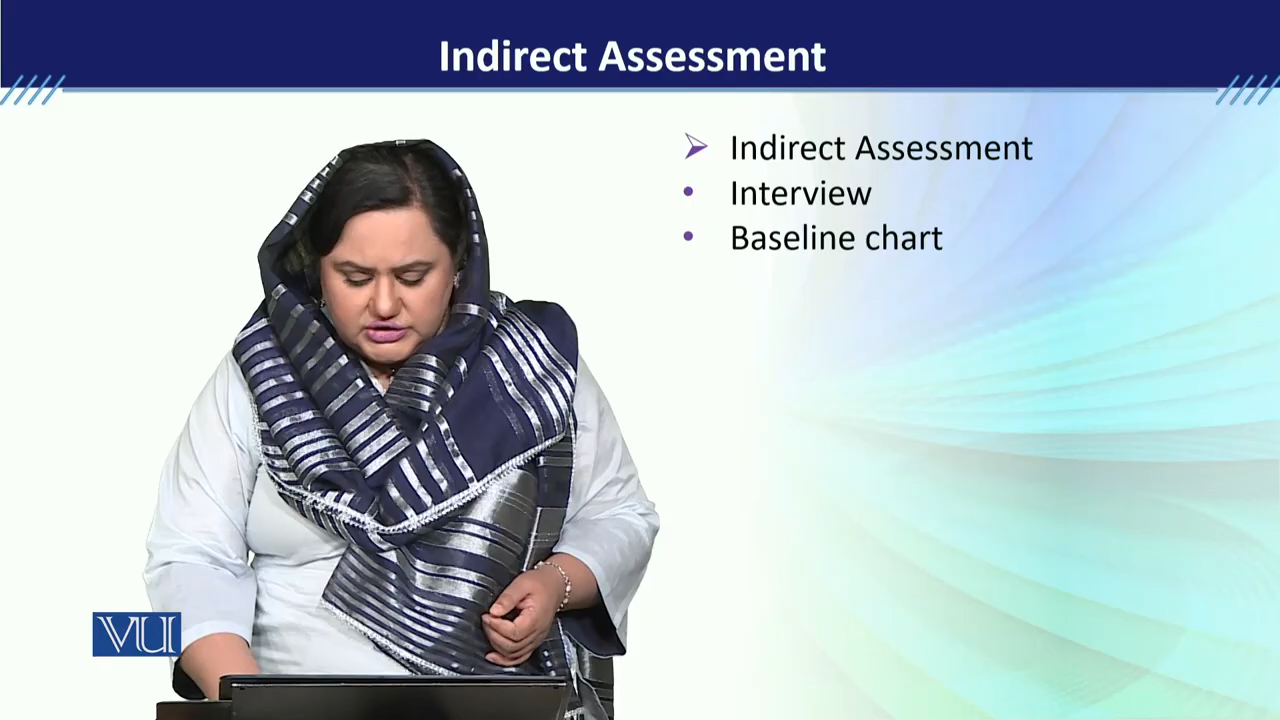 Indirect Assessment
Indirect Assessment
Interview
Baseline chart
VU